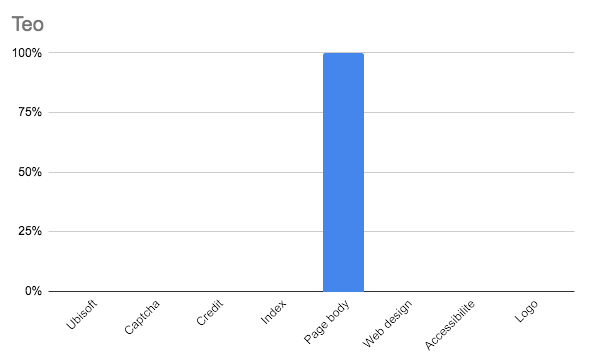 Teo
100%
75%
50%
25%
0%
Ubisoft
Captcha
Credit
Index
Page body
Web design
Accessibilite
Logo